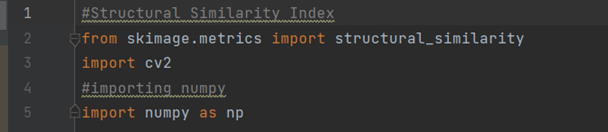 1 #Structural Similarity Index
2 from skimage.metrics import structural_similarity
3 import cv2
4 #importing numpy
5 import numpy as np